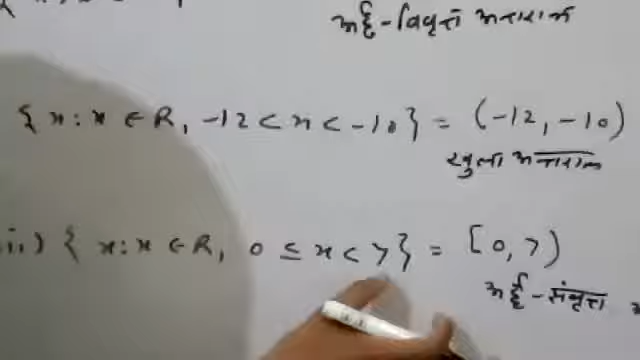 अर्द्ध-विवृत्त अन्तराल
{ x : x ∈ R, -12 < x < -10 } = (-12, -10)
खुला अन्तराल
ii) { x : x ∈ R, 0 ≤ x < 7 } = [0, 7)
अर्द्ध-संवृत्त